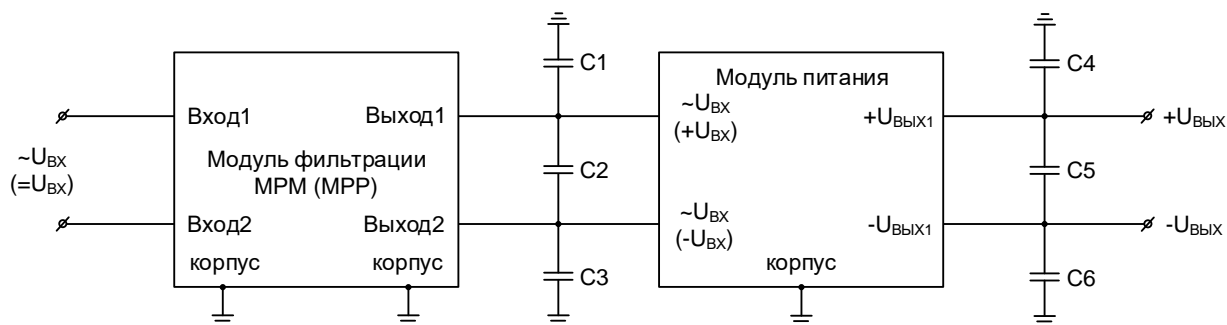 ~UВХ
(=UВХ)
Вход1
Вход2
Выход1
Выход2
Модуль фильтрации
МРМ (МРР)
корпус
корпус
C1
C2
C3
Модуль питания
~UВХ
(+UВХ)
~UВХ
(-UВХ)
+UВЫХ1
-UВЫХ1
корпус
C4
C5
C6
+UВЫХ
-UВЫХ